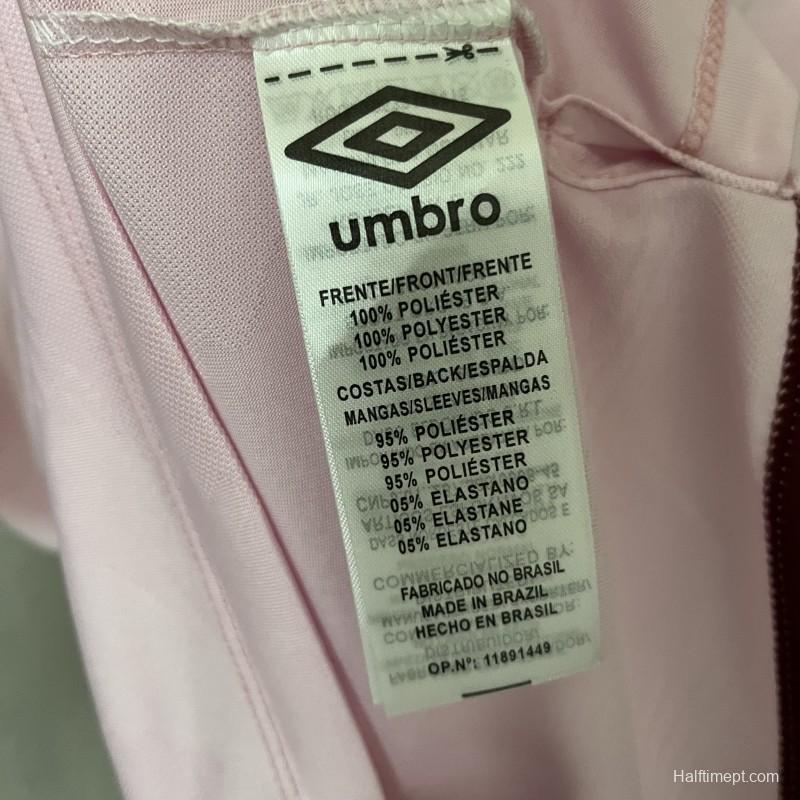 umbro
FRENTE/FRONT/FRENTE
100% POLIÉSTER
100% POLYESTER
100% POLIÉSTER
COSTAS/BACK/ESPALDA
MANGAS/SLEEVES/MANGAS
95% POLIÉSTER
95% POLYESTER
95% POLIÉSTER
05% ELASTANO
05% ELASTANE
05% ELASTANO
FABRICADO NO BRASIL
MADE IN BRAZIL
HECHO EN BRASIL
OP.Nº: 11891449
Halftimept.com